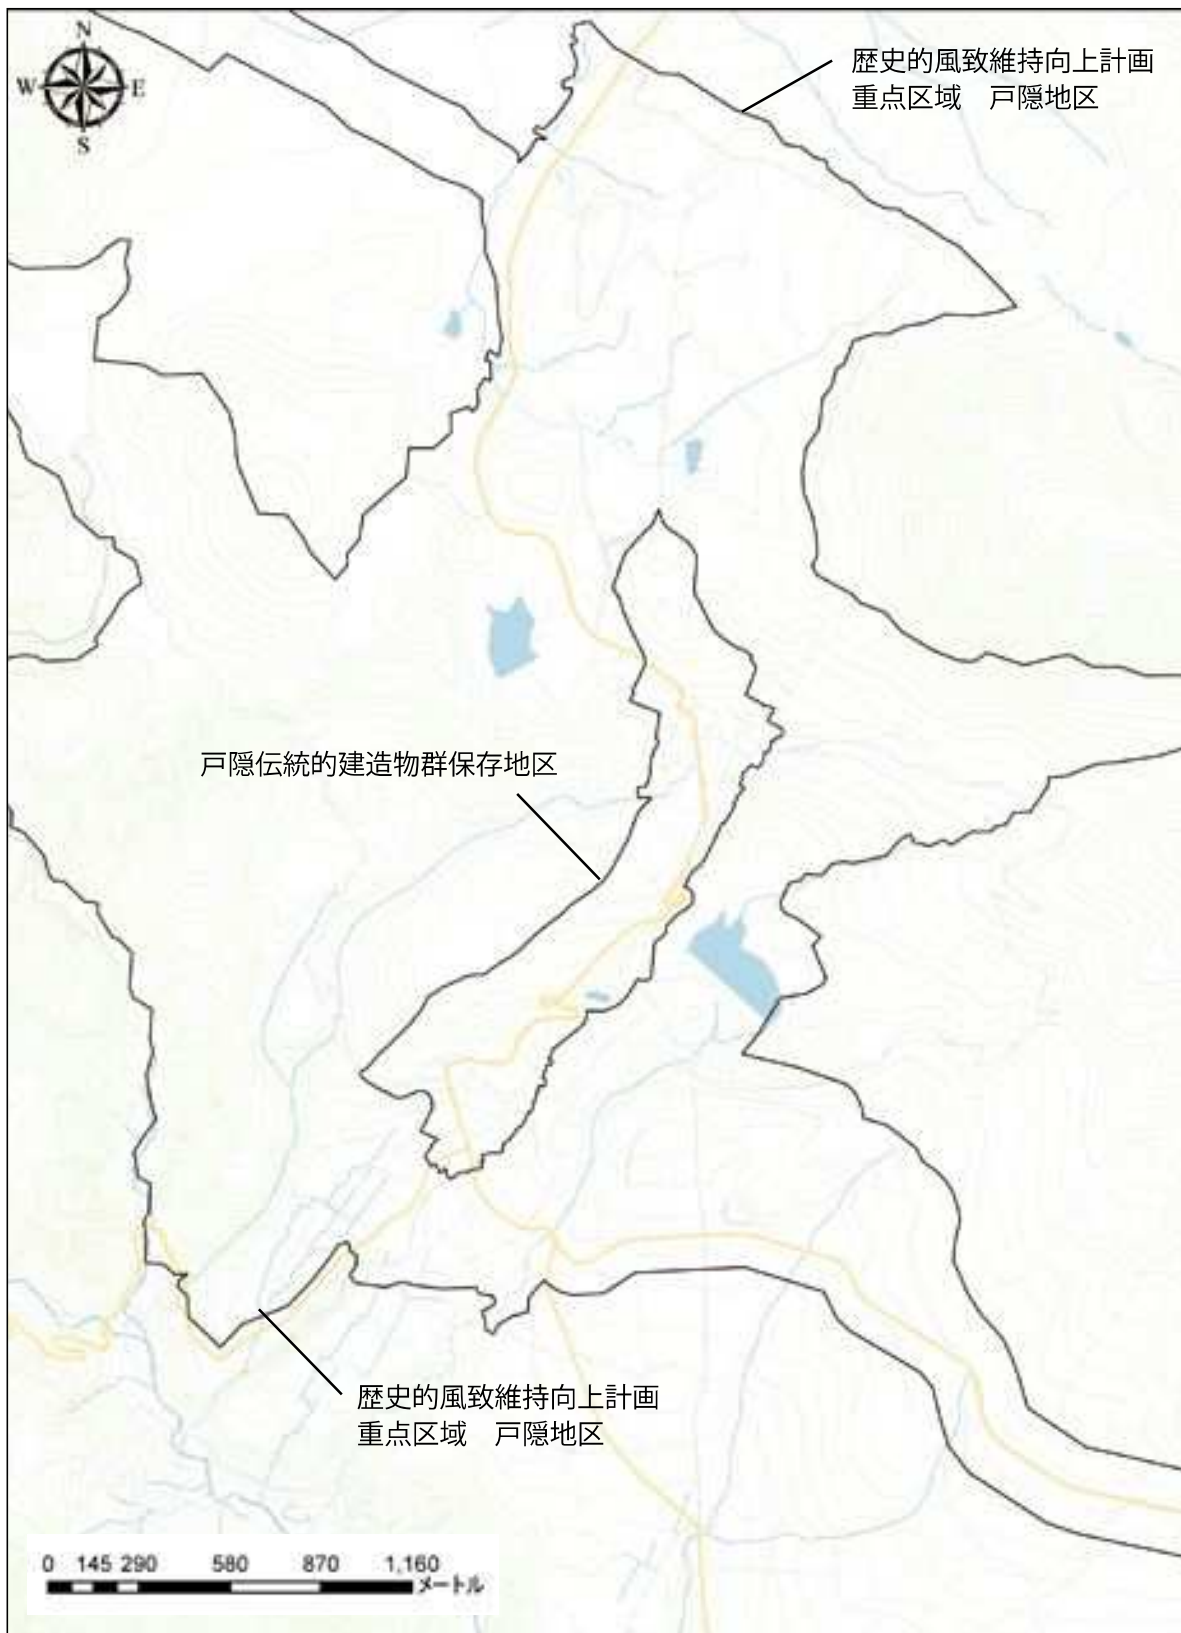 N
W E
S
歴史的風致維持向上計画
重点区域　戸隠地区
戸隠伝統的建造物群保存地区
歴史的風致維持向上計画
重点区域　戸隠地区
0 145 290 580 870 1,160
メートル